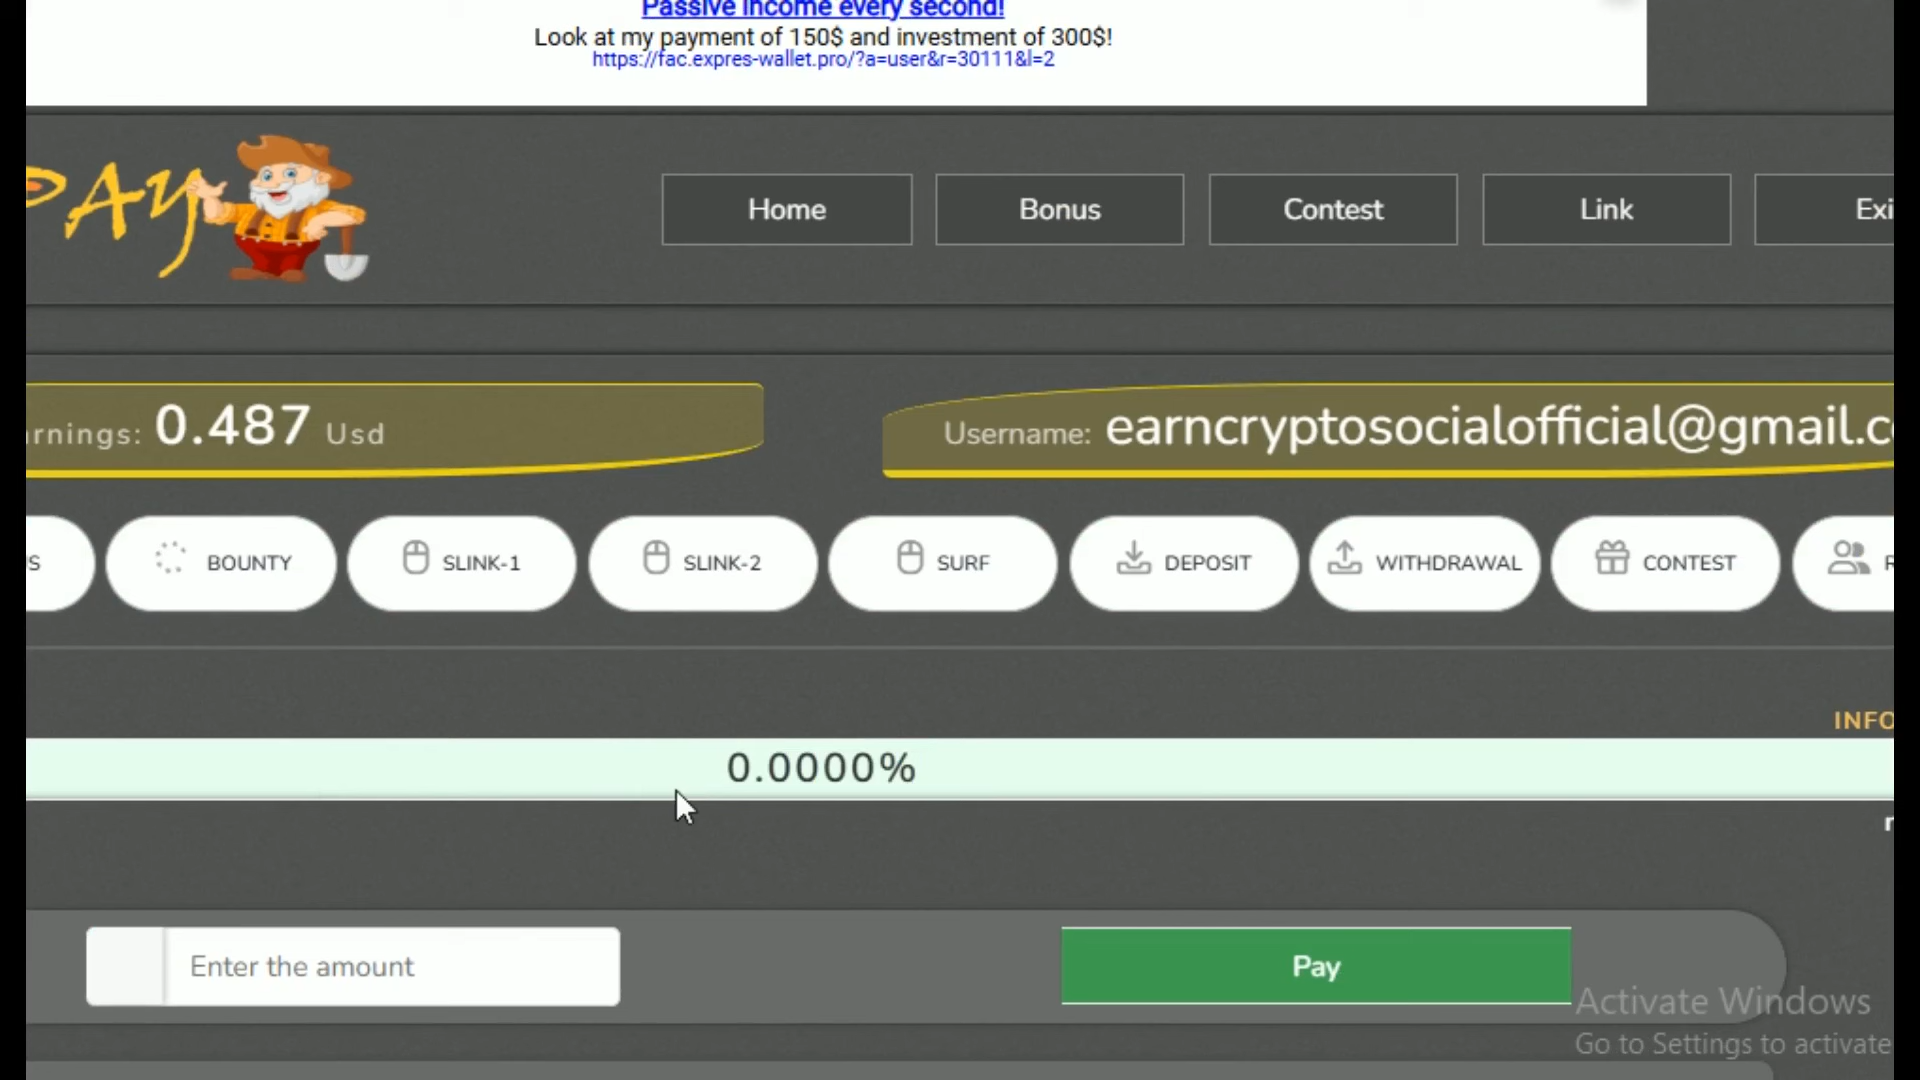 Passive income every second!
Look at my payment of 150$ and investment of 300$!
https://fac.expres-wallet.pro/?a=user&r=30111&l=2
PAY
Home
Bonus
Contest
Link
Exi
rnings: 0.487 Usd
Username: earncryptosocialofficial@gmail.c
S
BOUNTY
SLINK-1
SLINK-2
SURF
DEPOSIT
WITHDRAWAL
CONTEST
R
INFO
0.0000%
Enter the amount
Pay
Activate Windows
Go to Settings to activate